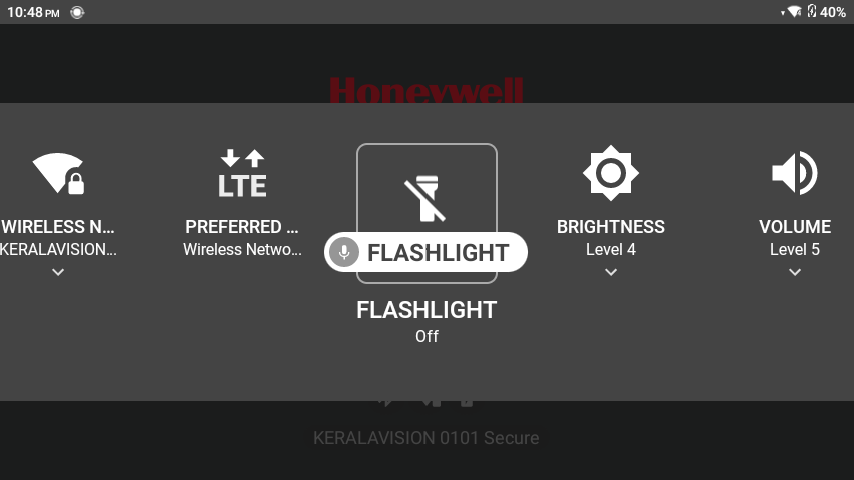 10:48 PM
40%
Honeywell
WIRELESS N...
KERALAVISION...
PREFERRED ...
LTE
Wireless Netwo...
FLASHLIGHT
FLASHLIGHT
Off
BRIGHTNESS
Level 4
VOLUME
Level 5
KERALAVISION 0101 Secure